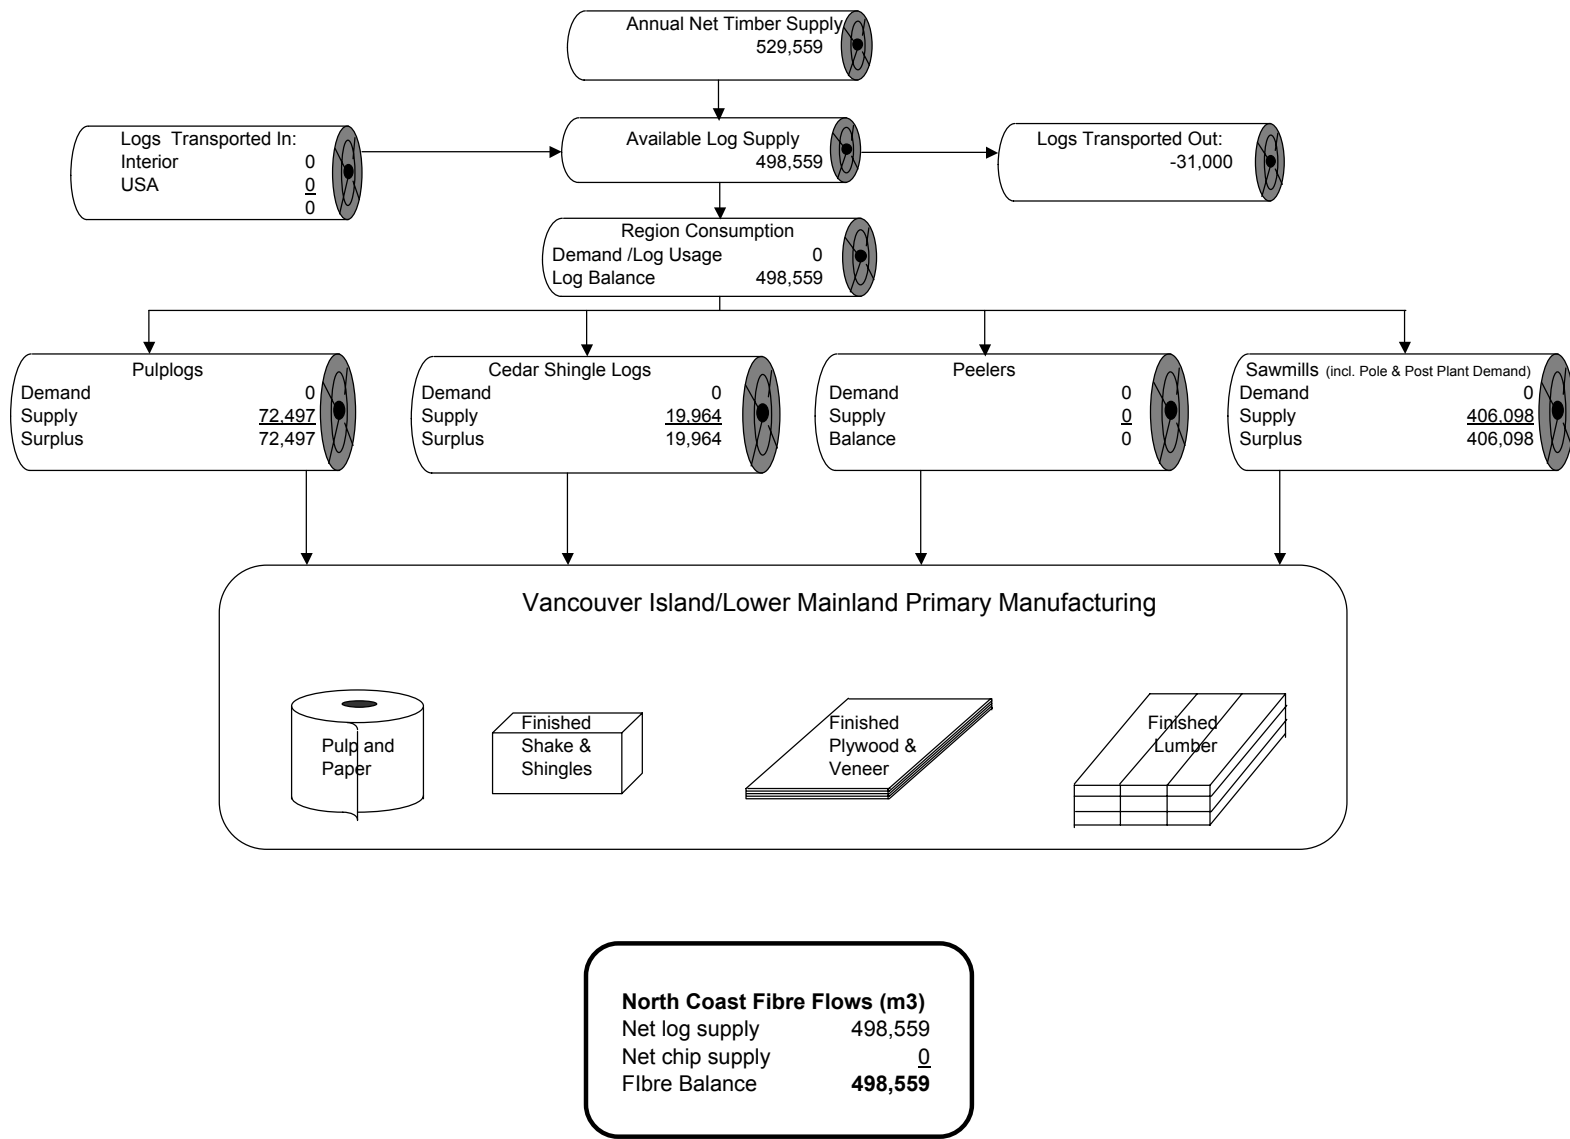 Annual Net Timber Supply
529,559
Logs Transported In:
Interior 0
USA 0
0
Available Log Supply
498,559
Logs Transported Out:
-31,000
Region Consumption
Demand /Log Usage 0
Log Balance 498,559
Pulplogs
Demand 0
Supply 72,497
Surplus 72,497
Cedar Shingle Logs
Demand 0
Supply 19,964
Surplus 19,964
Peelers
Demand 0
Supply 0
Balance 0
Sawmills (incl. Pole & Post Plant Demand)
Demand 0
Supply 406,098
Surplus 406,098
Vancouver Island/Lower Mainland Primary Manufacturing
Pulp and
Paper
Finished
Shake &
Shingles
Finished
Plywood &
Veneer
Finished
Lumber
North Coast Fibre Flows (m3)
Net log supply 498,559
Net chip supply 0
FIbre Balance 498,559